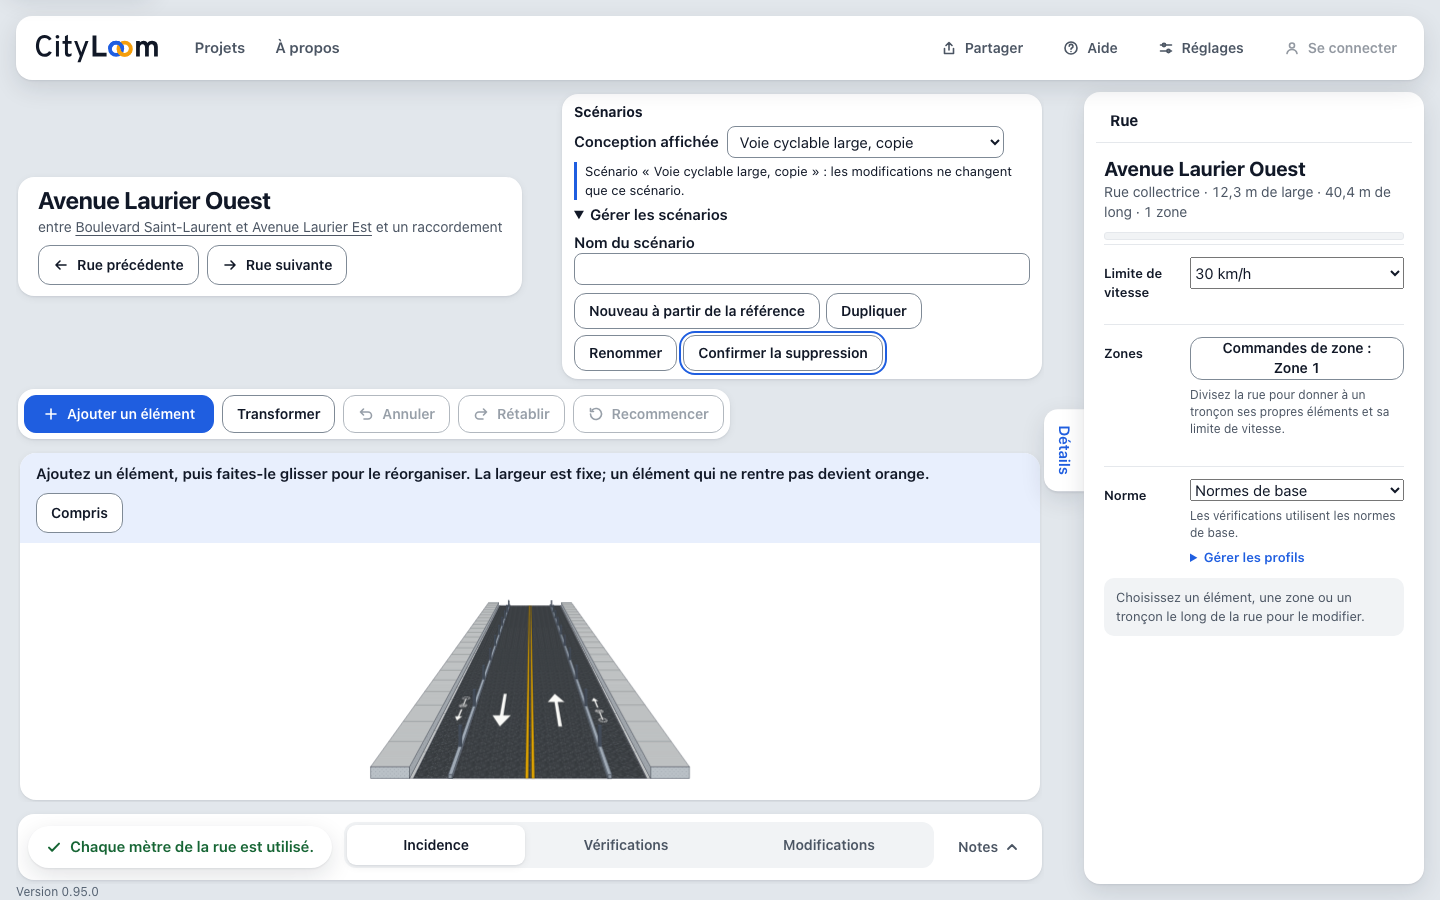 CityLoom
Projets
À propos
Partager
Aide
Réglages
Se connecter
Avenue Laurier Ouest
entre Boulevard Saint-Laurent et Avenue Laurier Est et un raccordement
Rue précédente
Rue suivante
Scénarios
Conception affichée
Voie cyclable large, copie
Scénario « Voie cyclable large, copie » : les modifications ne changent
que ce scénario.
Gérer les scénarios
Nom du scénario
Nouveau à partir de la référence
Dupliquer
Renommer
Confirmer la suppression
Ajouter un élément
Transformer
Annuler
Rétablir
Recommencer
Ajoutez un élément, puis faites-le glisser pour le réorganiser. La largeur est fixe; un élément qui ne rentre pas devient orange.
Compris
Chaque mètre de la rue est utilisé.
Incidence
Vérifications
Modifications
Notes
Version 0.95.0
Détails
Rue
Avenue Laurier Ouest
Rue collectrice · 12,3 m de large · 40,4 m de
long · 1 zone
Limite de
vitesse
30 km/h
Zones
Commandes de zone :
Zone 1
Divisez la rue pour donner à un
tronçon ses propres éléments et sa
limite de vitesse.
Norme
Normes de base
Les vérifications utilisent les normes
de base.
Gérer les profils
Choisissez un élément, une zone ou un
tronçon le long de la rue pour le modifier.